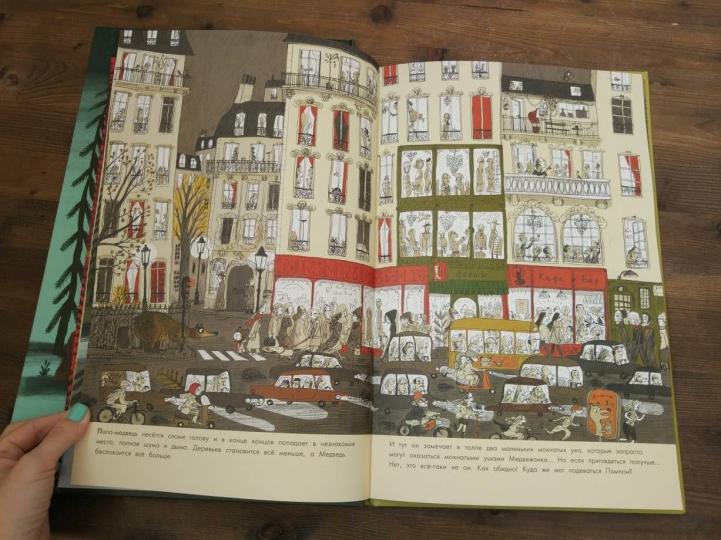 Кафе Бар
Папа-медведь несётся сломя голову и в конце концов попадает в незнакомое
место, полное шума и дыма. Деревьев становится всё меньше, а Медведь
беспокоится всё больше.
И тут он замечает в толпе два маленьких мохнатых уха, которые запросто
могут оказаться мохнатыми ушами Медвежонка... Но если приглядеться получше...
Нет, это всё-таки не он. Как обидно! Куда же мог подеваться Помпон?